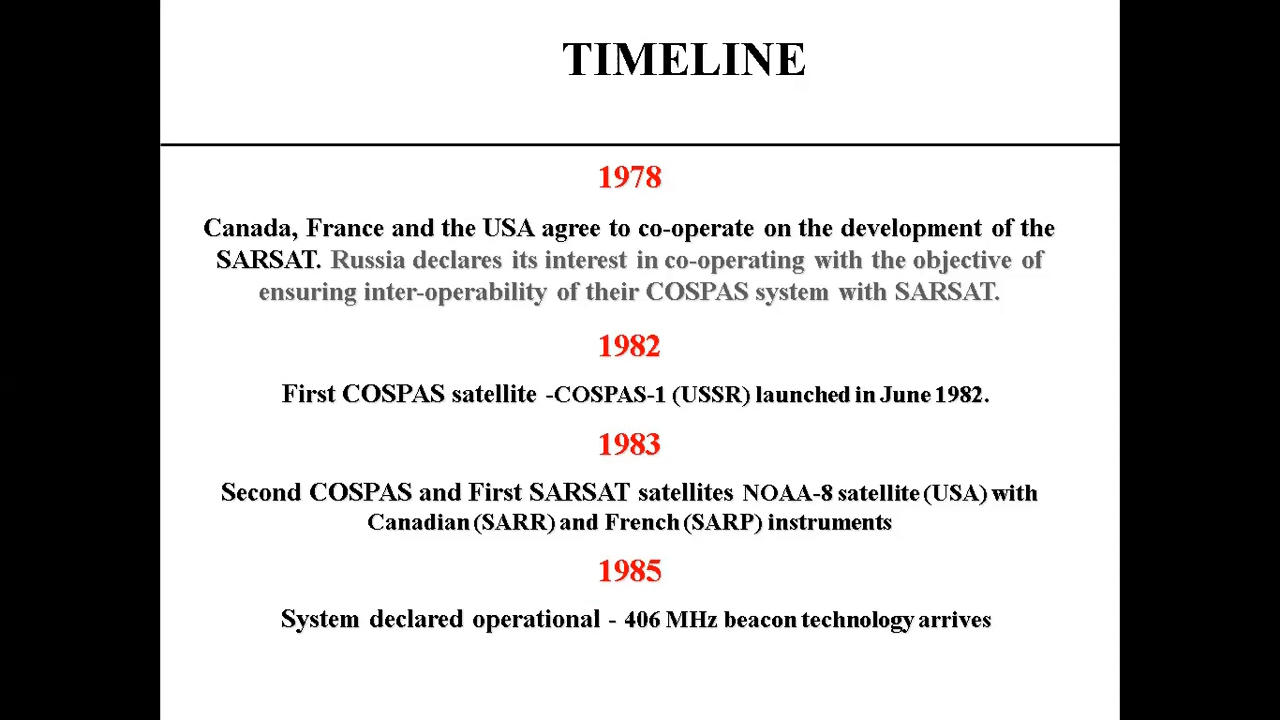 TIMELINE
1978
Canada, France and the USA agree to co-operate on the development of the
SARSAT. Russia declares its interest in co-operating with the objective of
ensuring inter-operability of their COSPAS system with SARSAT.
1982
First COSPAS satellite -COSPAS-1 (USSR) launched in June 1982.
1983
Second COSPAS and First SARSAT satellites NOAA-8 satellite (USA) with
Canadian (SARR) and French (SARP) instruments
1985
System declared operational - 406 MHz beacon technology arrives